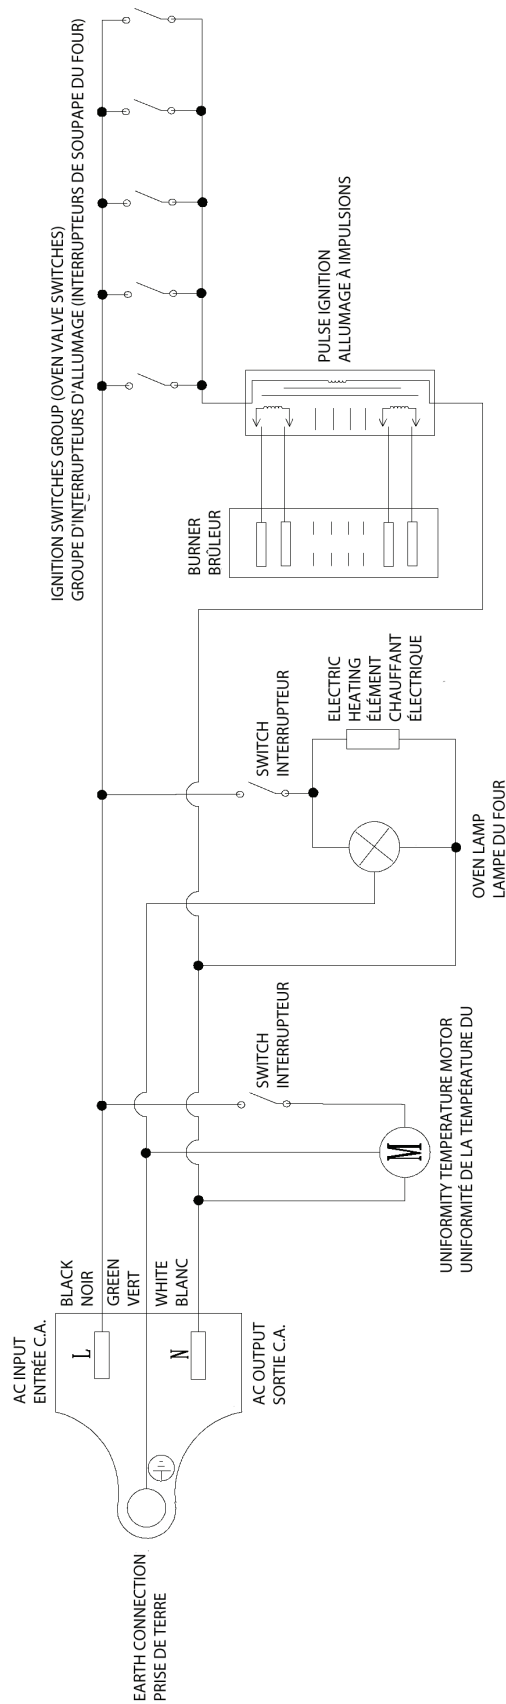 IGNITION SWITCHES GROUP (OVEN VALVE SWITCHES)
GROUPE D'INTERRUPTEURS D'ALLUMAGE (INTERRUPTEURS DE SOUPAPE DU FOUR)
PULSE IGNITION
ALLUMAGE À IMPULSIONS
BURNER
BRÛLEUR
SWITCH
INTERRUPTEUR
ELECTRIC
HEATING
ÉLÉMENT
CHAUFFANT
ÉLECTRIQUE
OVEN LAMP
LAMPE DU FOUR
SWITCH
INTERRUPTEUR
UNIFORMITY TEMPERATURE MOTOR
UNIFORMITÉ DE LA TEMPÉRATURE DU
M
BLACK
NOIR
GREEN
VERT
WHITE
BLANC
AC INPUT
ENTRÉE C.A.
L
N
AC OUTPUT
SORTIE C.A.
EARTH CONNECTION
PRISE DE TERRE